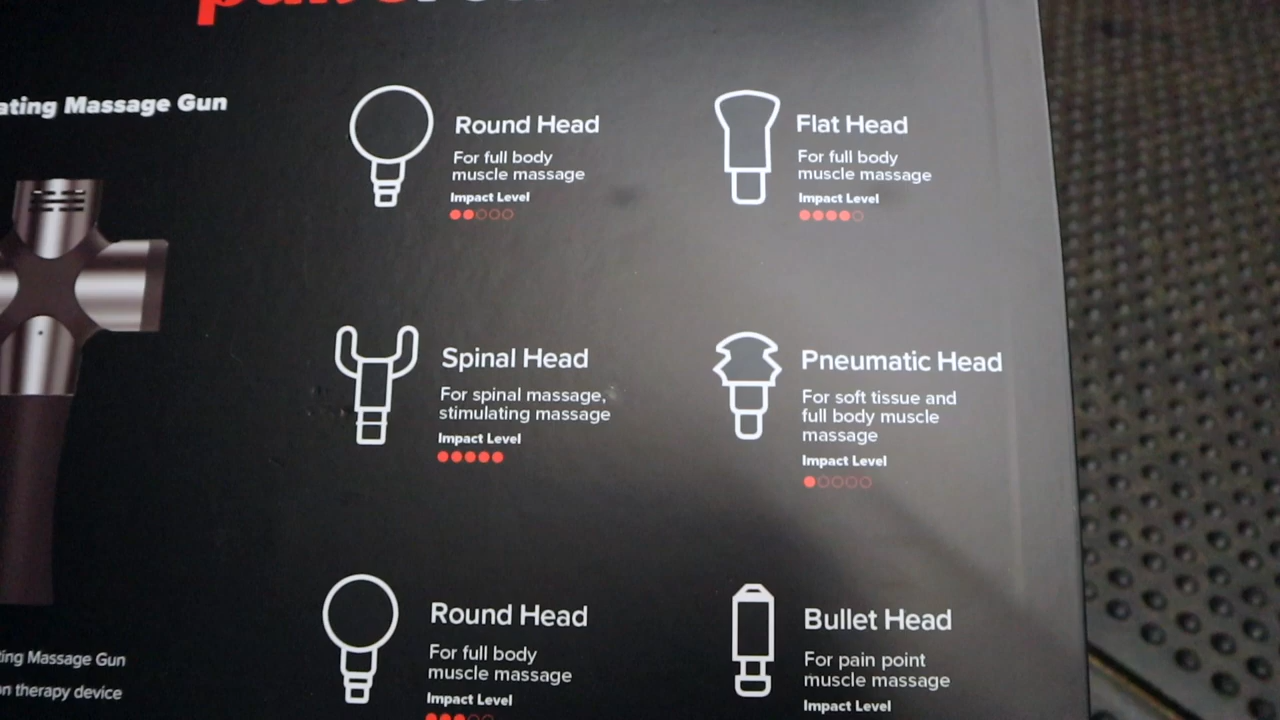 ating Massage Gun
Round Head
For full body
muscle massage
Impact Level
Flat Head
For full body
muscle massage
Impact Level
Spinal Head
For spinal massage,
stimulating massage
Impact Level
Pneumatic Head
For soft tissue and
full body muscle
massage
Impact Level
Round Head
For full body
muscle massage
Impact Level
Bullet Head
For pain point
muscle massage
Impact Level
ting Massage Gun
n therapy device